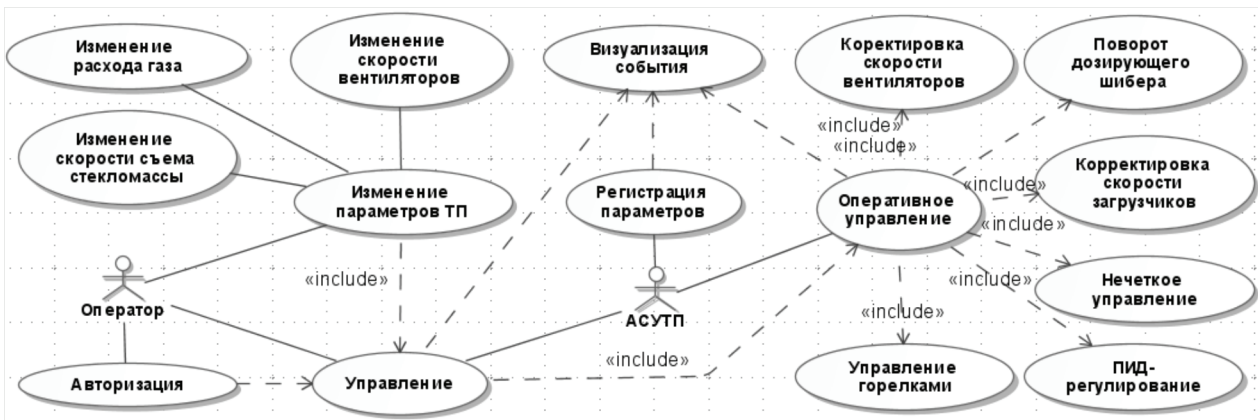 Изменение
расхода газа
Изменение
скорости
вентиляторов
Визуализация
события
Коректировка
скорости
вентиляторов
Поворот
дозирующего
шибера
«include»
«include»
Изменение
скорости съема
стекломассы
Изменение
параметров ТП
Регистрация
параметров
Оперативное
управление
«include»
Корректировка
скорости
загрузчиков
«include»
«include»
Оператор
АСУТП
«include»
Нечеткое
управление
«include»
Авторизация
Управление
«include»
Управление
горелками
ПИД-
регулирование